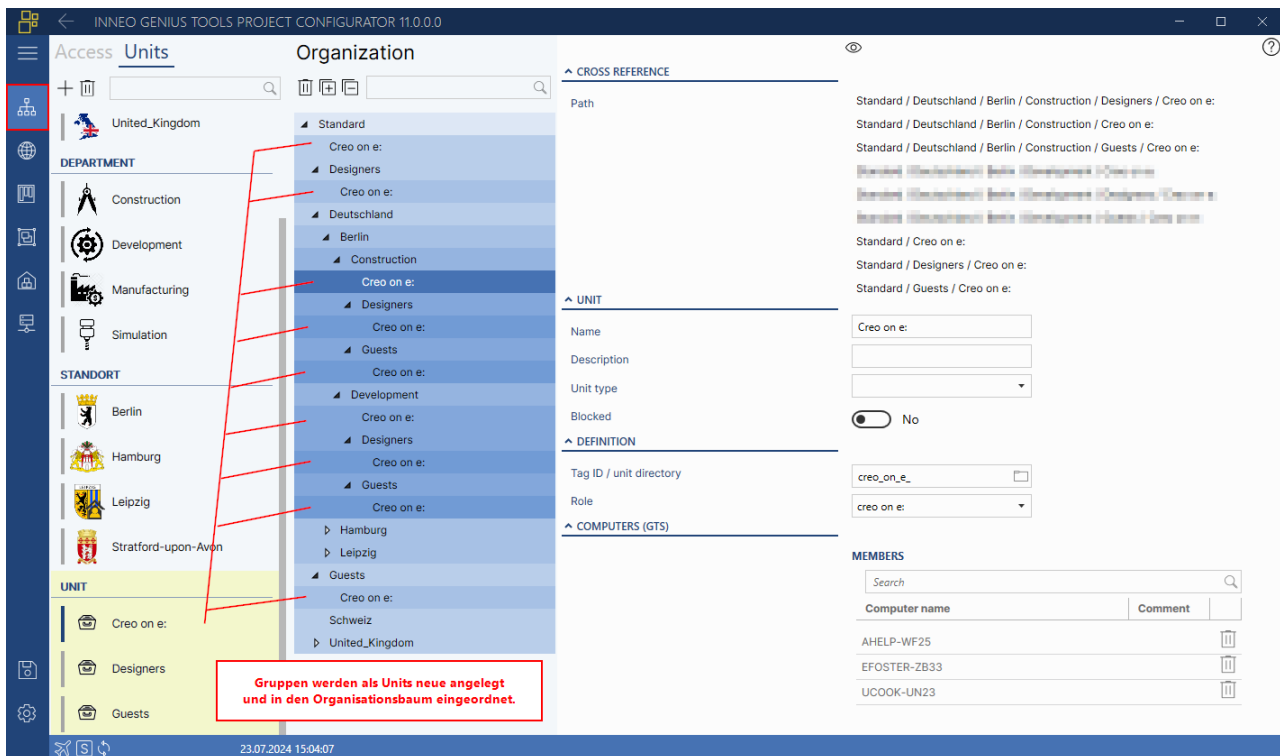 INNEO GENIUS TOOLS PROJECT CONFIGURATOR 11.0.0.0
Access Units
United_Kingdom
DEPARTMENT
Construction
Development
Manufacturing
Simulation
STANDORT
Berlin
Hamburg
Leipzig
Stratford-upon-Avon
UNIT
Creo on e:
Designers
Guests
Organization
Standard
Creo on e:
Designers
Creo on e:
Deutschland
Berlin
Construction
Creo on e:
Designers
Creo on e:
Guests
Creo on e:
Development
Creo on e:
Designers
Creo on e:
Guests
Creo on e:
Hamburg
Leipzig
Guests
Creo on e:
Schweiz
United_Kingdom
Gruppen werden als Units neue angelegt
und in den Organisationsbaum eingeordnet.
CROSS REFERENCE
Path
Standard / Deutschland / Berlin / Construction / Designers / Creo on e:
Standard / Deutschland / Berlin / Construction / Creo on e:
Standard / Deutschland / Berlin / Construction / Guests / Creo on e:
Standard / Creo on e:
Standard / Designers / Creo on e:
Standard / Guests / Creo on e:
UNIT
Name Creo on e:
Description
Unit type
Blocked No
DEFINITION
Tag ID / unit directory creo_on_e_
Role creo on e:
COMPUTERS (GTS)
MEMBERS
Search
Computer name Comment
AHELP-WF25
EFOSTER-ZB33
UCOOK-UN23
S 23.07.2024 15:04:07